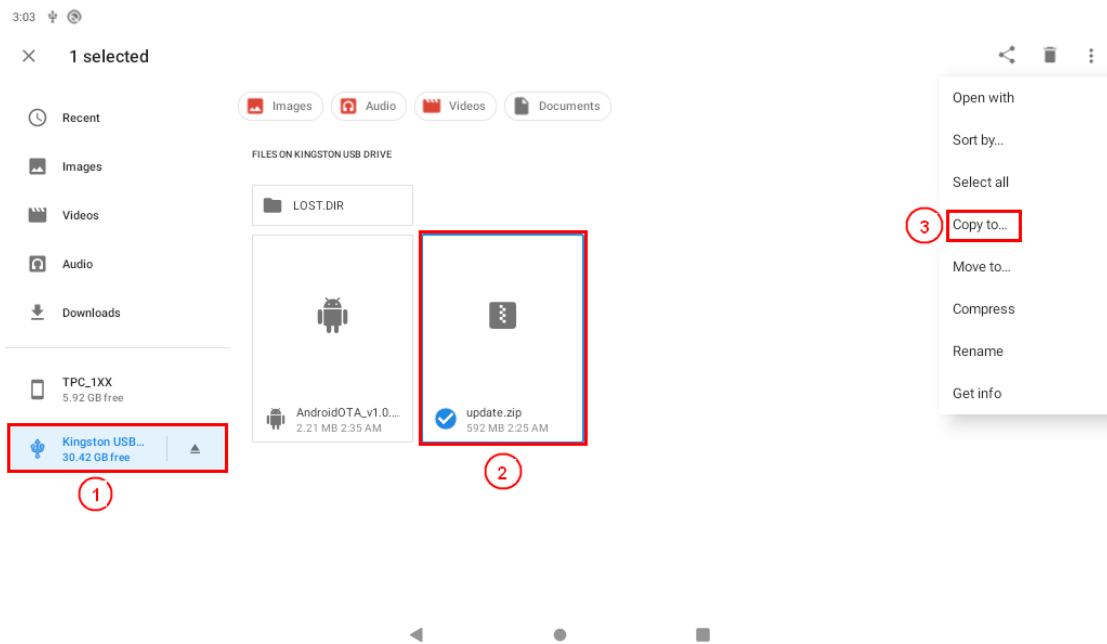 3:03
1 selected
Recent
Images
Videos
Audio
Downloads
TPC_1XX
5.92 GB free
Kingston USB...
30.42 GB free
1
Images
Audio
Videos
Documents
FILES ON KINGSTON USB DRIVE
LOST.DIR
AndroidOTA_v1.0....
2.21 MB 2:35 AM
update.zip
592 MB 2:25 AM
2
Open with
Sort by...
Select all
3
Copy to...
Move to...
Compress
Rename
Get info